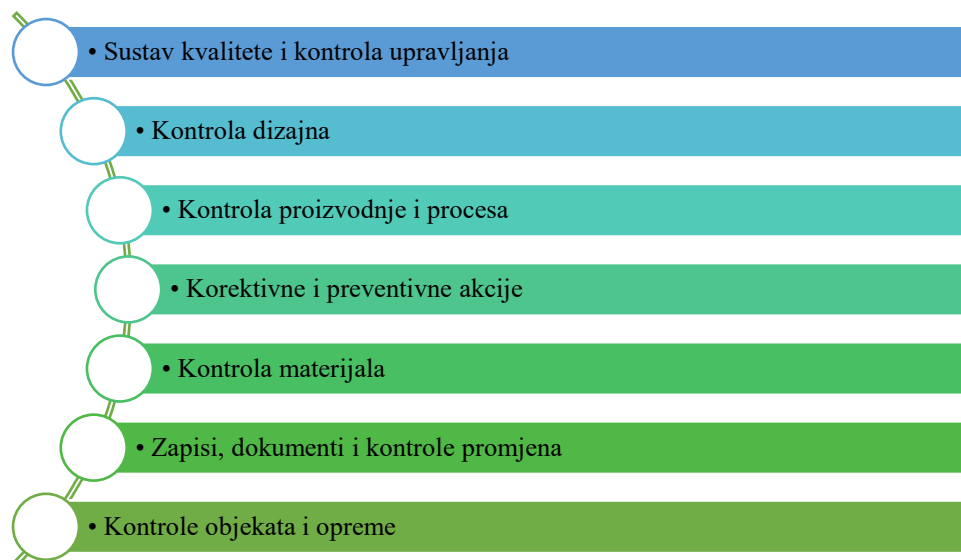 • Sustav kvalitete i kontrola upravljanja
• Kontrola dizajna
• Kontrola proizvodnje i procesa
• Korektivne i preventivne akcije
• Kontrola materijala
• Zapisi, dokumenti i kontrole promjena
• Kontrole objekata i opreme